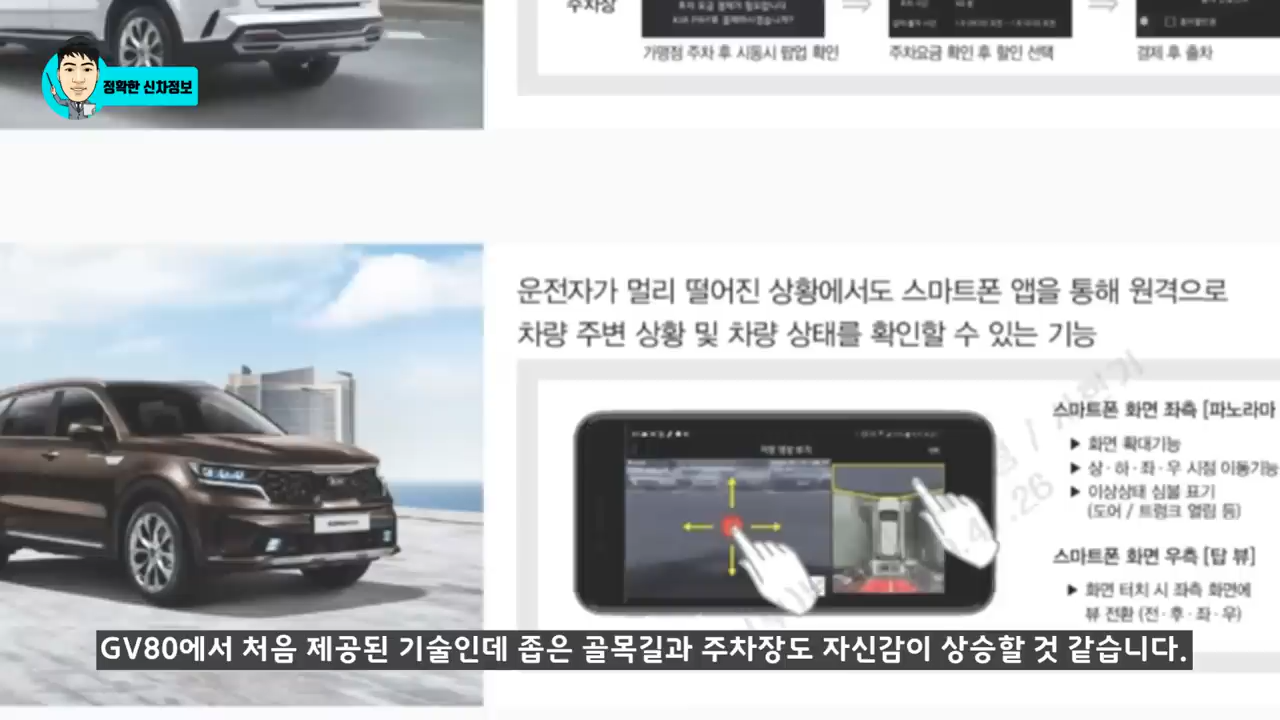 주차장
가맹점 주차 후 시동시 팝업 확인
주차요금 확인 후 할인 선택
결제 후 출차
정확한 신차정보
운전자가 멀리 떨어진 상황에서도 스마트폰 앱을 통해 원격으로
차량 주변 상황 및 차량 상태를 확인할 수 있는 기능
스마트폰 화면 좌측 [파노라마
▶ 화면 확대기능
▶ 상·하·좌·우 시점 이동기능
▶ 이상상태 심볼 표기
(도어 / 트렁크 열림 등)
스마트폰 화면 우측 [탑 뷰]
▶ 화면 터치 시 좌측 화면에
뷰 전환 (전·후·좌·우)
GV80에서 처음 제공된 기술인데 좁은 골목길과 주차장도 자신감이 상승할 것 같습니다.